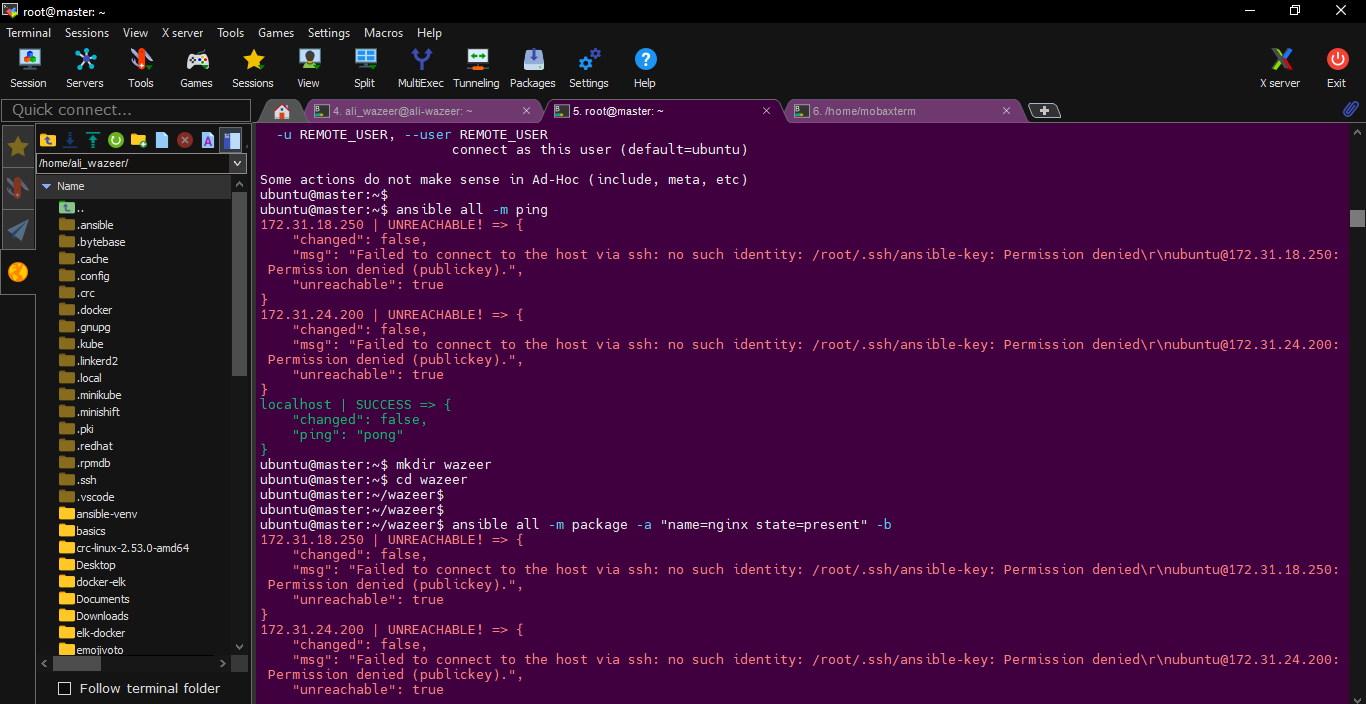 root@master: ~
Terminal Sessions View X server Tools Games Settings Macros Help
Session Servers Tools Games Sessions View Split MultiExec Tunneling Packages Settings Help X server Exit
Quick connect...
4. ali_wazeer@ali-wazeer: ~
5. root@master: ~
6. /home/mobaxterm
/home/ali_wazeer/
Name
..
.ansible
.bytebase
.cache
.config
.crc
.docker
.gnupg
.kube
.linkerd2
.local
.minikube
.minishift
.pki
.redhat
.rpmdb
.ssh
.vscode
ansible-venv
basics
crc-linux-2.53.0-amd64
Desktop
docker-elk
Documents
Downloads
elk-docker
emojivoto
Follow terminal folder
-u REMOTE_USER, --user REMOTE_USER
connect as this user (default=ubuntu)
Some actions do not make sense in Ad-Hoc (include, meta, etc)
ubuntu@master:~$
ubuntu@master:~$ ansible all -m ping
172.31.18.250 | UNREACHABLE! => {
"changed": false,
"msg": "Failed to connect to the host via ssh: no such identity: /root/.ssh/ansible-key: Permission denied\r\nubuntu@172.31.18.250:
Permission denied (publickey).",
"unreachable": true
}
172.31.24.200 | UNREACHABLE! => {
"changed": false,
"msg": "Failed to connect to the host via ssh: no such identity: /root/.ssh/ansible-key: Permission denied\r\nubuntu@172.31.24.200:
Permission denied (publickey).",
"unreachable": true
}
localhost | SUCCESS => {
"changed": false,
"ping": "pong"
}
ubuntu@master:~$ mkdir wazeer
ubuntu@master:~$ cd wazeer
ubuntu@master:~/wazeer$
ubuntu@master:~/wazeer$
ubuntu@master:~/wazeer$ ansible all -m package -a "name=nginx state=present" -b
172.31.18.250 | UNREACHABLE! => {
"changed": false,
"msg": "Failed to connect to the host via ssh: no such identity: /root/.ssh/ansible-key: Permission denied\r\nubuntu@172.31.18.250:
Permission denied (publickey).",
"unreachable": true
}
172.31.24.200 | UNREACHABLE! => {
"changed": false,
"msg": "Failed to connect to the host via ssh: no such identity: /root/.ssh/ansible-key: Permission denied\r\nubuntu@172.31.24.200:
Permission denied (publickey).",
"unreachable": true